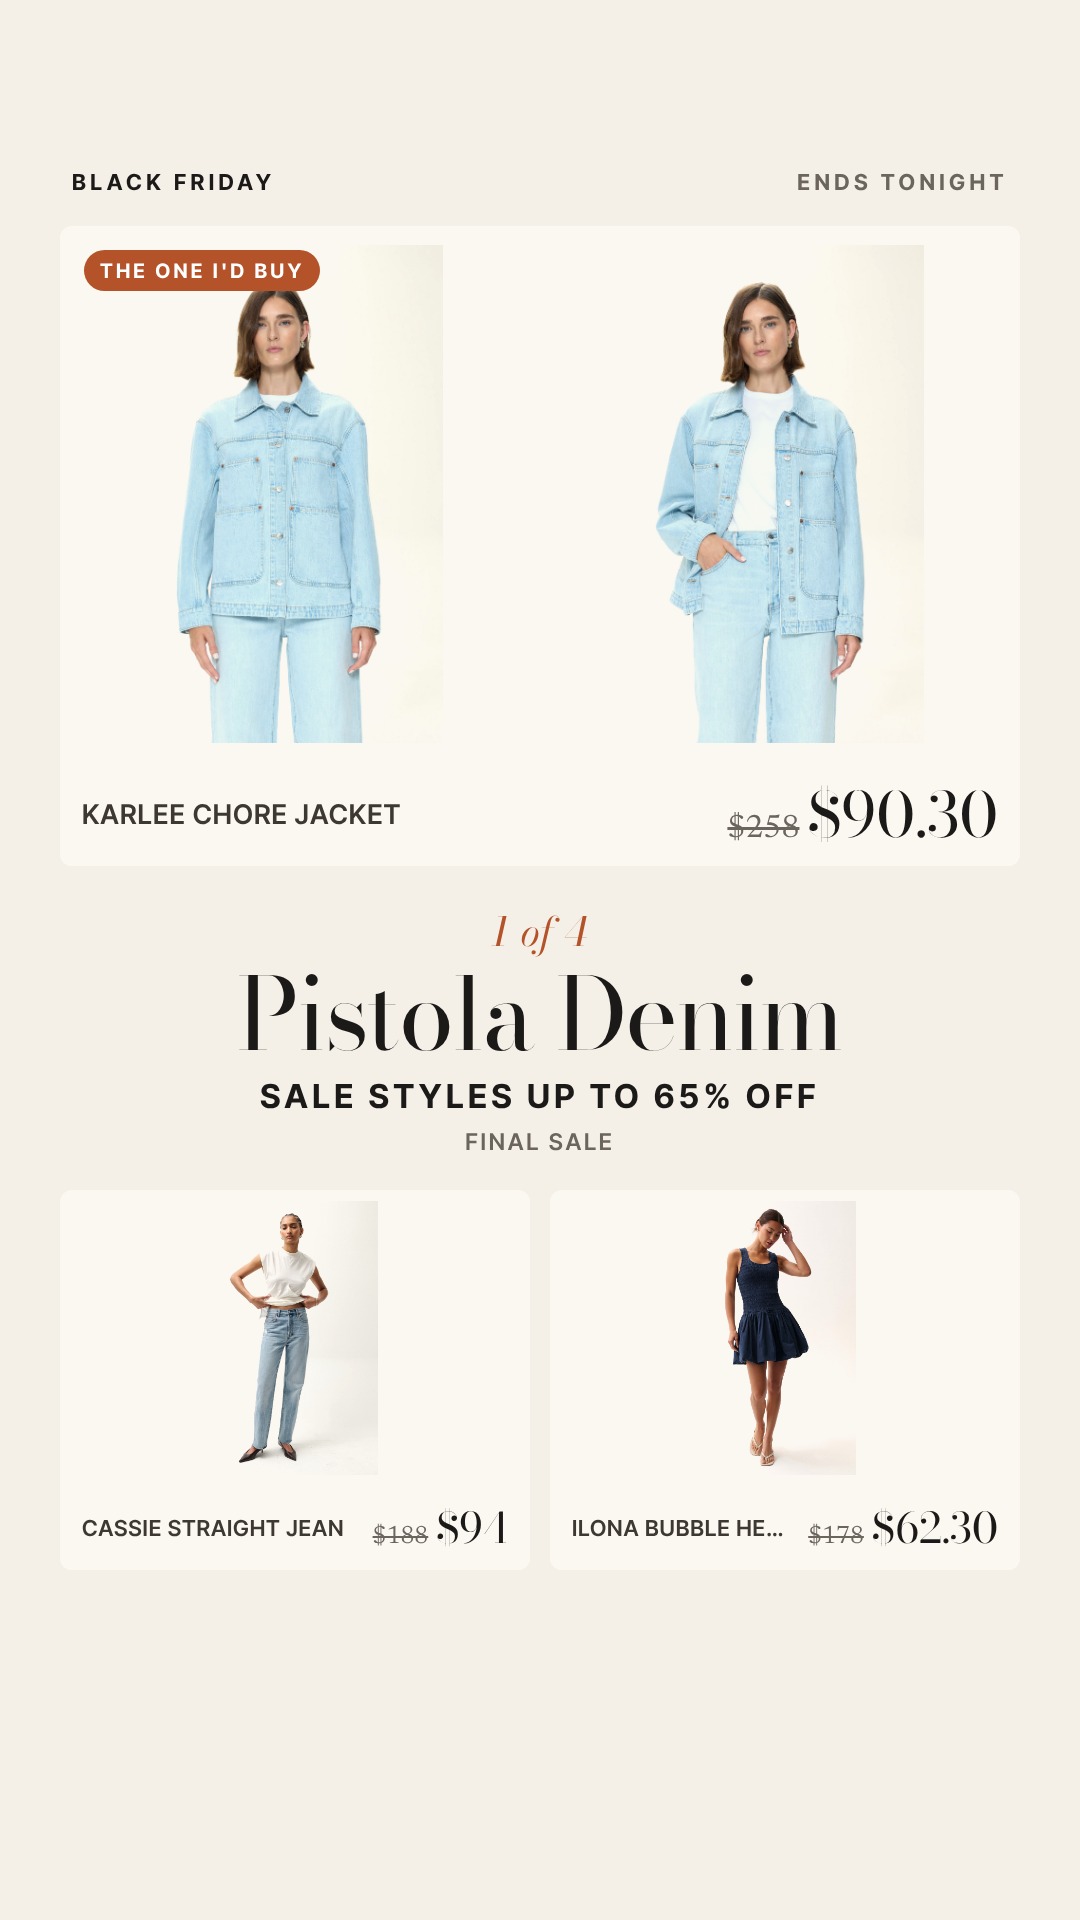 BLACK FRIDAY
ENDS TONIGHT
THE ONE I'D BUY
KARLEE CHORE JACKET
$258 $90.30
1 of 4
Pistola Denim
SALE STYLES UP TO 65% OFF
FINAL SALE
CASSIE STRAIGHT JEAN
$188 $94
ILONA BUBBLE HE...
$178 $62.30